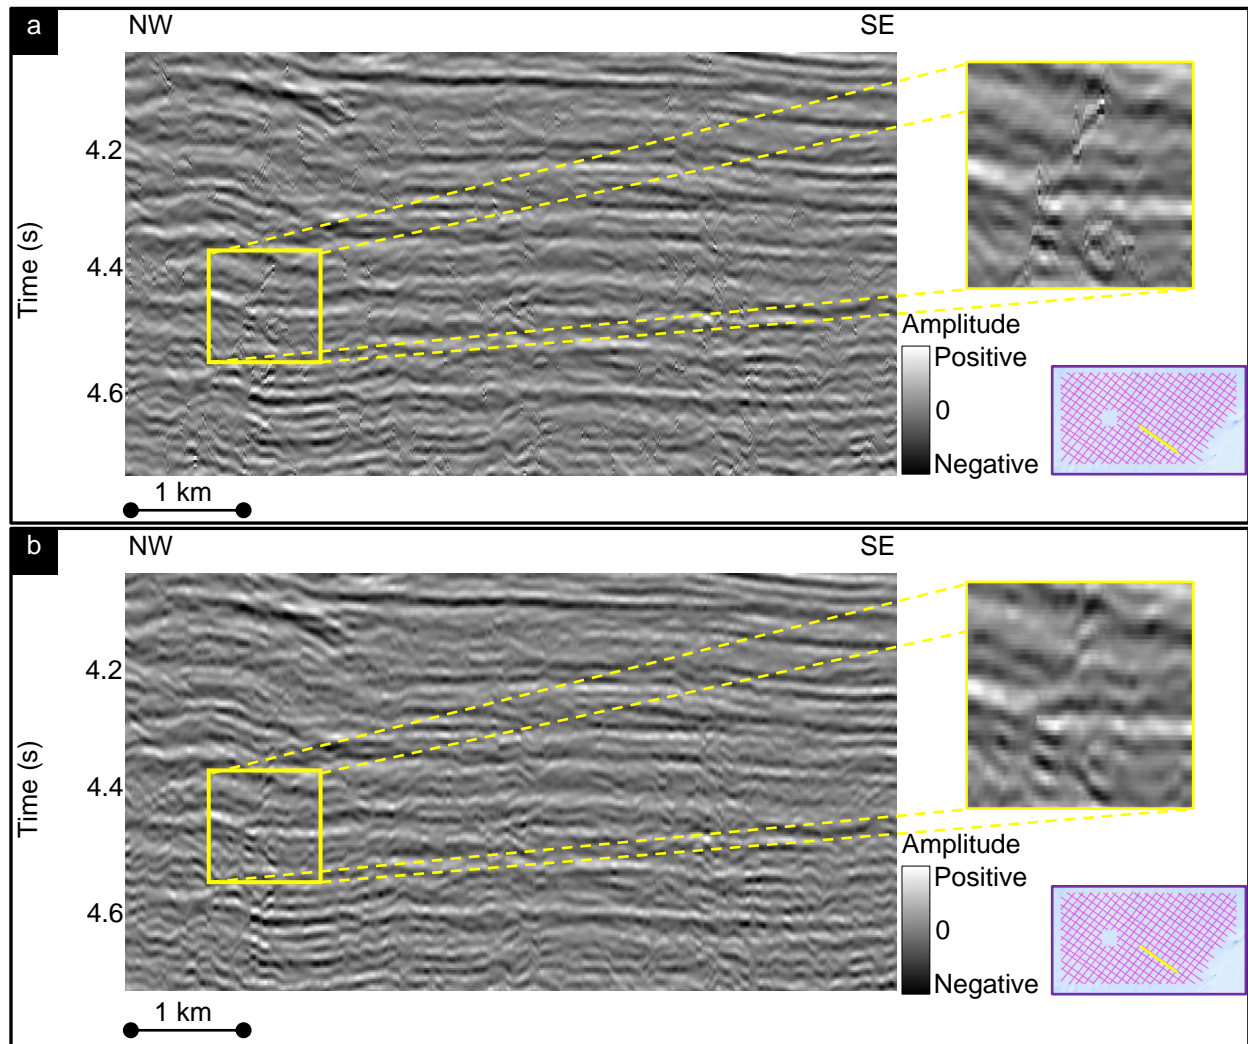 a
NW
SE
4.2
4.4
4.6
Time (s)
1 km
Amplitude
Positive
0
Negative
b
NW
SE
4.2
4.4
4.6
Time (s)
1 km
Amplitude
Positive
0
Negative